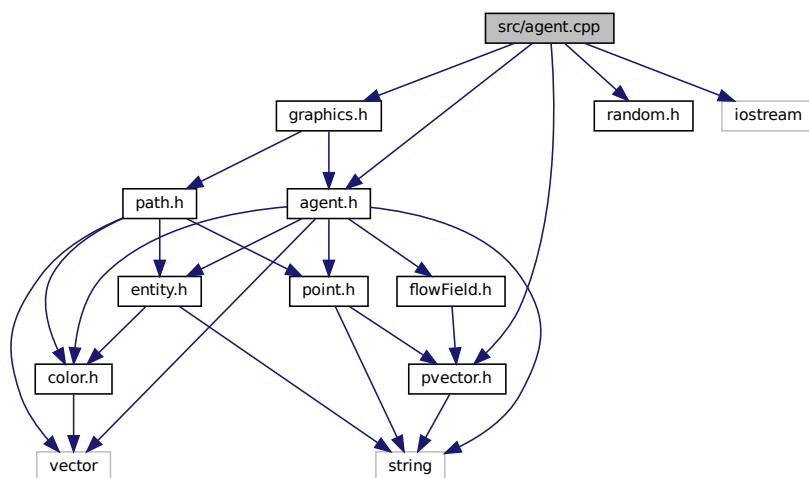 src/agent.cpp
graphics.h
random.h
iostream
path.h
agent.h
entity.h
point.h
flowField.h
color.h
pvector.h
vector
string